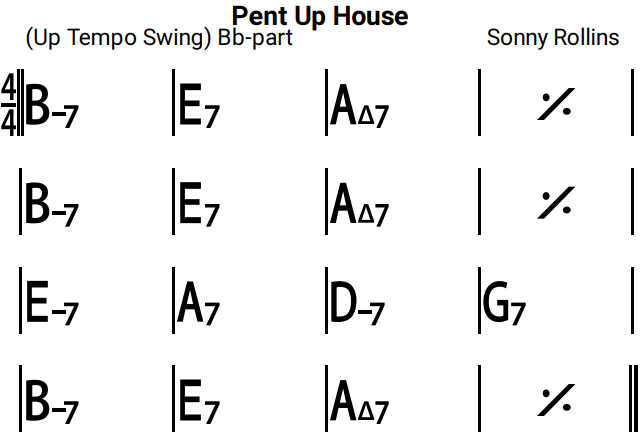 Pent Up House
(Up Tempo Swing) Bb-part Sonny Rollins
4/4 B–7 E7 AΔ7 𝄎
B–7 E7 AΔ7 𝄎
E–7 A7 D–7 G7
B–7 E7 AΔ7 𝄎